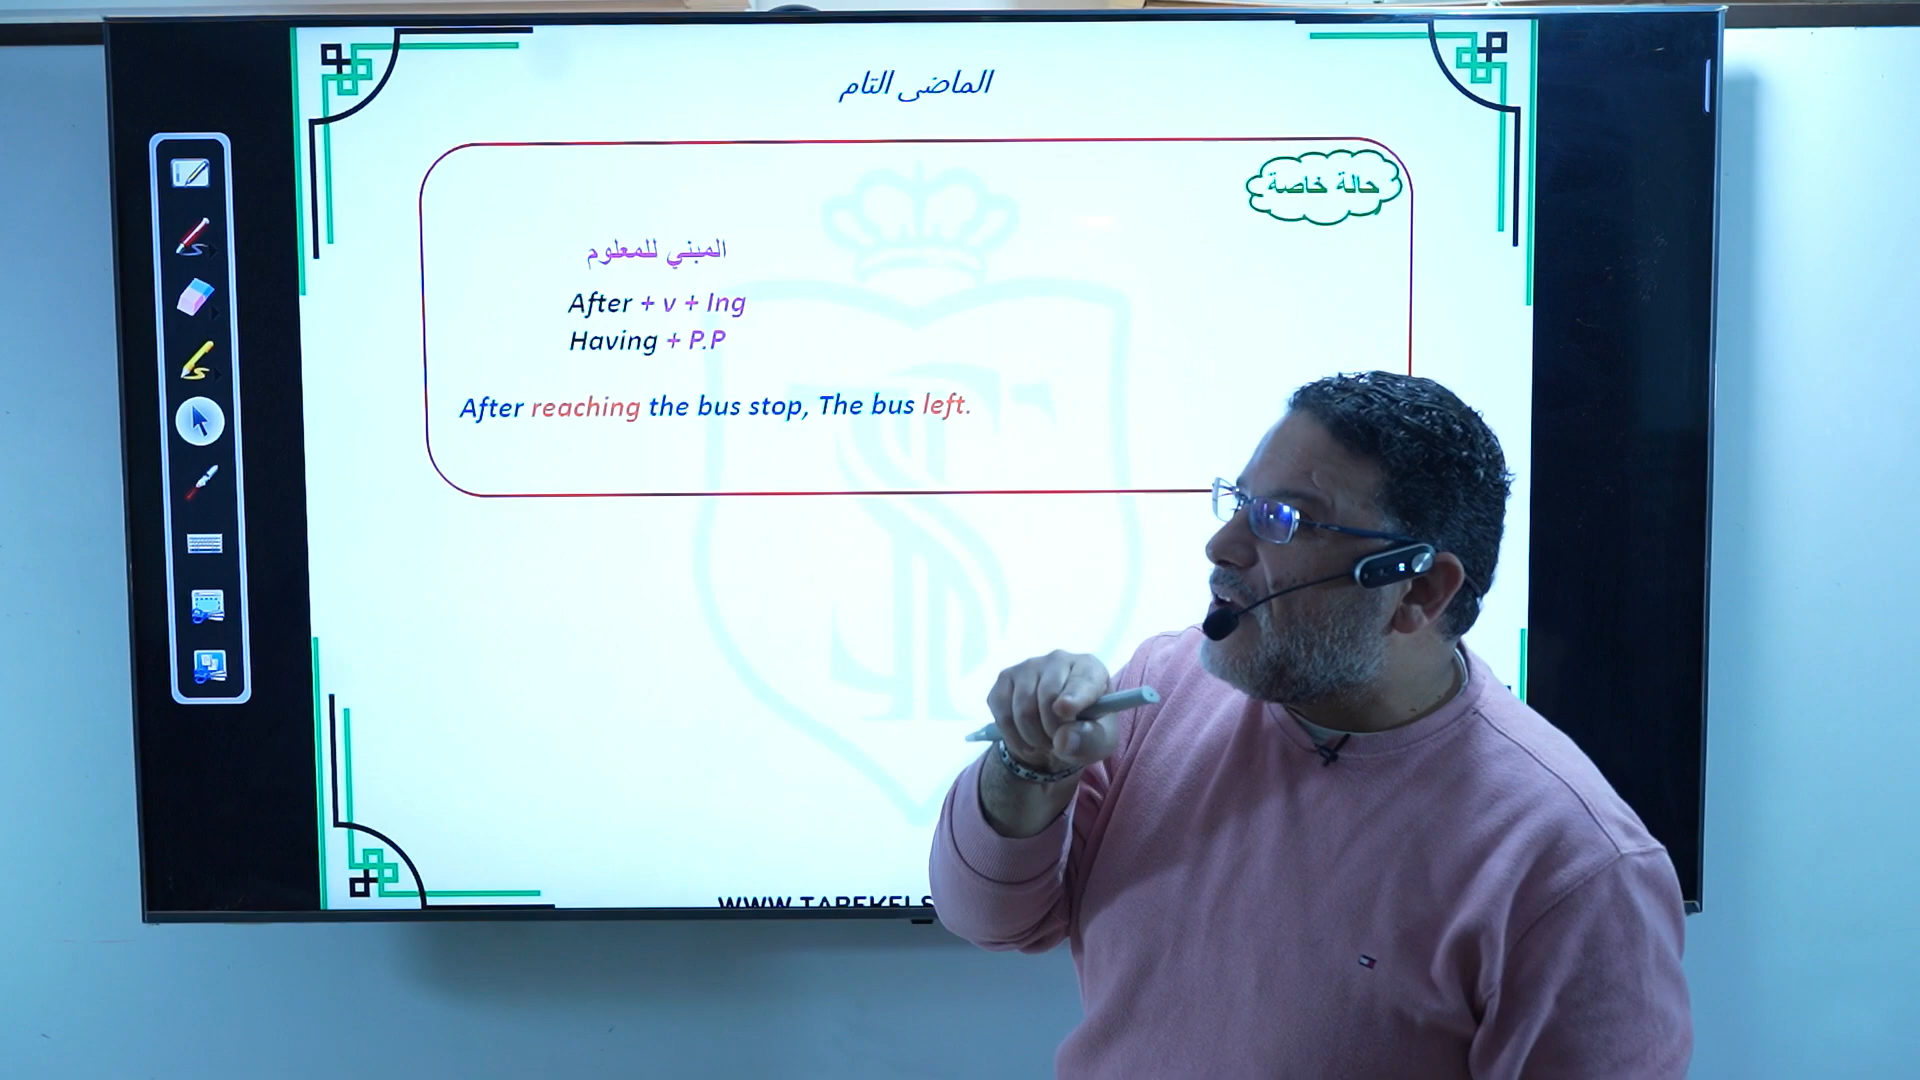 الماضى التام
حالة خاصة
المبني للمعلوم
After + v + Ing
Having + P.P
After reaching the bus stop, The bus left.